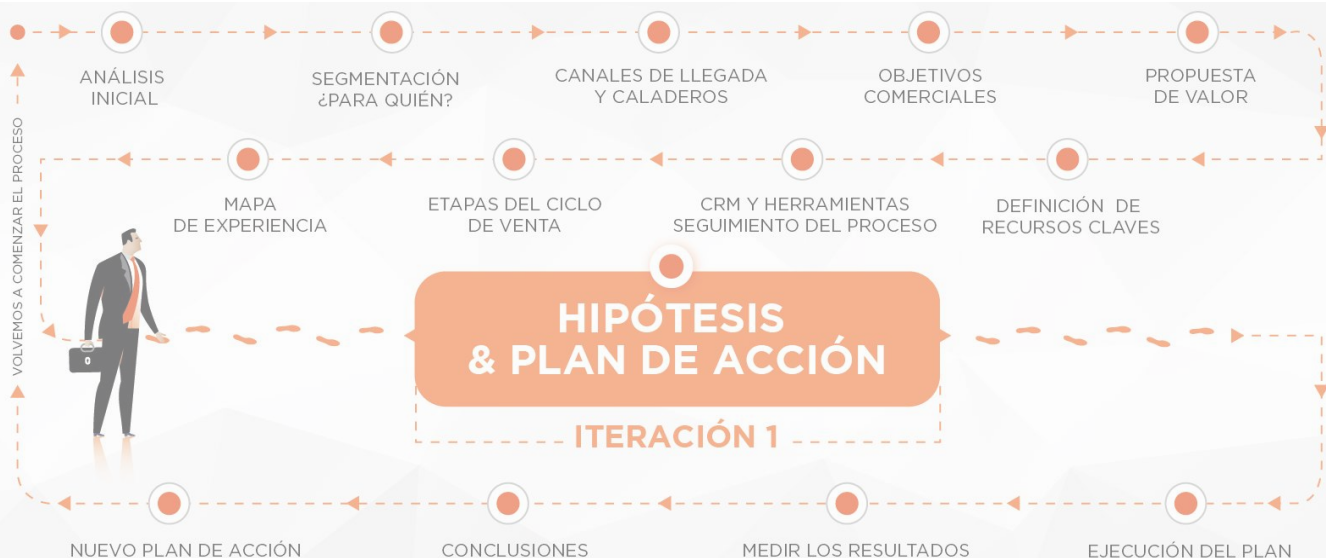 ANÁLISIS
INICIAL
SEGMENTACIÓN
¿PARA QUIÉN?
CANALES DE LLEGADA
Y CALADEROS
OBJETIVOS
COMERCIALES
PROPUESTA
DE VALOR
DEFINICIÓN DE
RECURSOS CLAVES
CRM Y HERRAMIENTAS
SEGUIMIENTO DEL PROCESO
ETAPAS DEL CICLO
DE VENTA
MAPA
DE EXPERIENCIA
HIPÓTESIS
& PLAN DE ACCIÓN
ITERACIÓN 1
EJECUCIÓN DEL PLAN
MEDIR LOS RESULTADOS
CONCLUSIONES
NUEVO PLAN DE ACCIÓN
VOLVEMOS A COMENZAR EL PROCESO